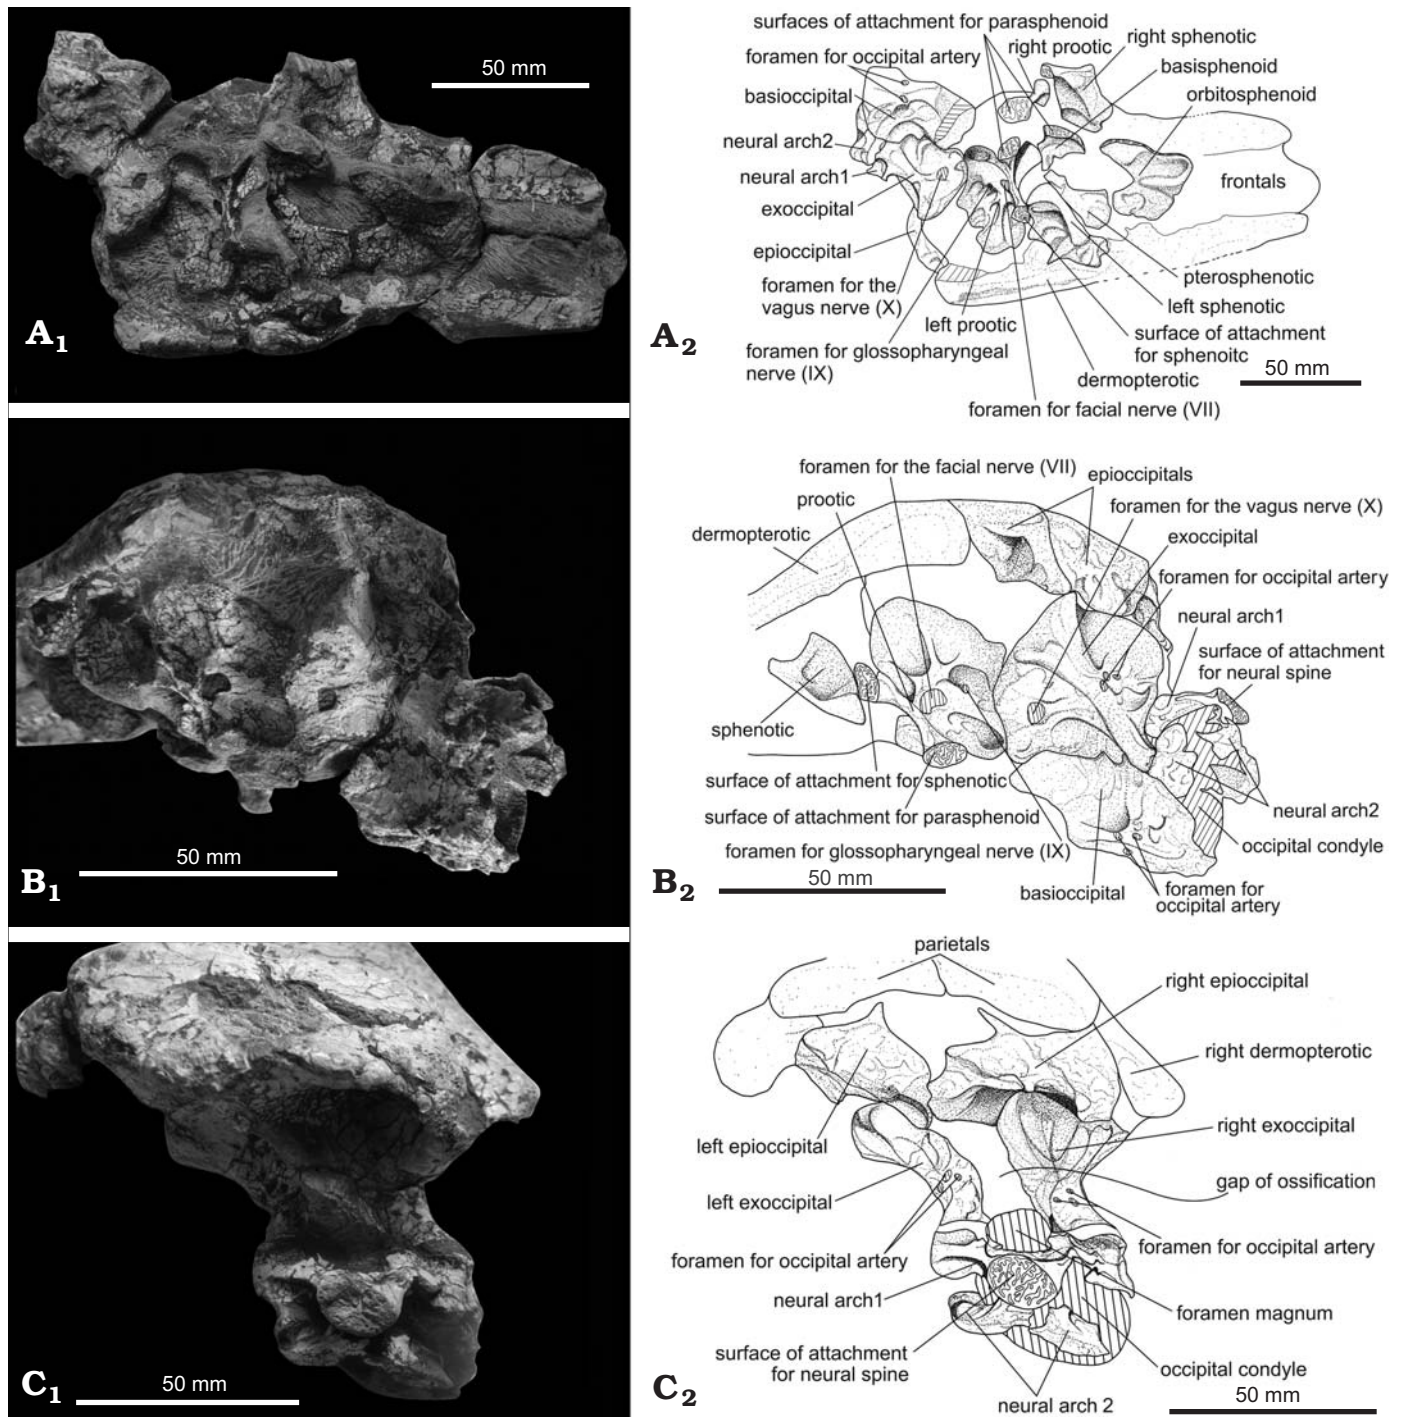 50 mm
A1
surfaces of attachment for parasphenoid
right prootic
right sphenotic
foramen for occipital artery
basisphenoid
basioccipital
orbitosphenoid
neural arch2
neural arch1
frontals
exoccipital
epioccipital
pterosphenotic
foramen for the
vagus nerve (X)
left sphenotic
left prootic
surface of attachment
for sphenoitc
foramen for glossopharyngeal
nerve (IX)
50 mm
dermopterotic
foramen for facial nerve (VII)
A2
50 mm
B1
foramen for the facial nerve (VII)
epioccipitals
prootic
foramen for the vagus nerve (X)
dermopterotic
exoccipital
foramen for occipital artery
neural arch1
surface of attachment
for neural spine
sphenotic
surface of attachment for sphenotic
surface of attachment for parasphenoid
neural arch2
foramen for glossopharyngeal nerve (IX)
occipital condyle
50 mm
basioccipital
foramen for
occipital artery
B2
50 mm
C1
parietals
right epioccipital
right dermopterotic
left epioccipital
right exoccipital
left exoccipital
gap of ossification
foramen for occipital artery
foramen for occipital artery
neural arch1
foramen magnum
surface of attachment
for neural spine
occipital condyle
neural arch 2
50 mm
C2